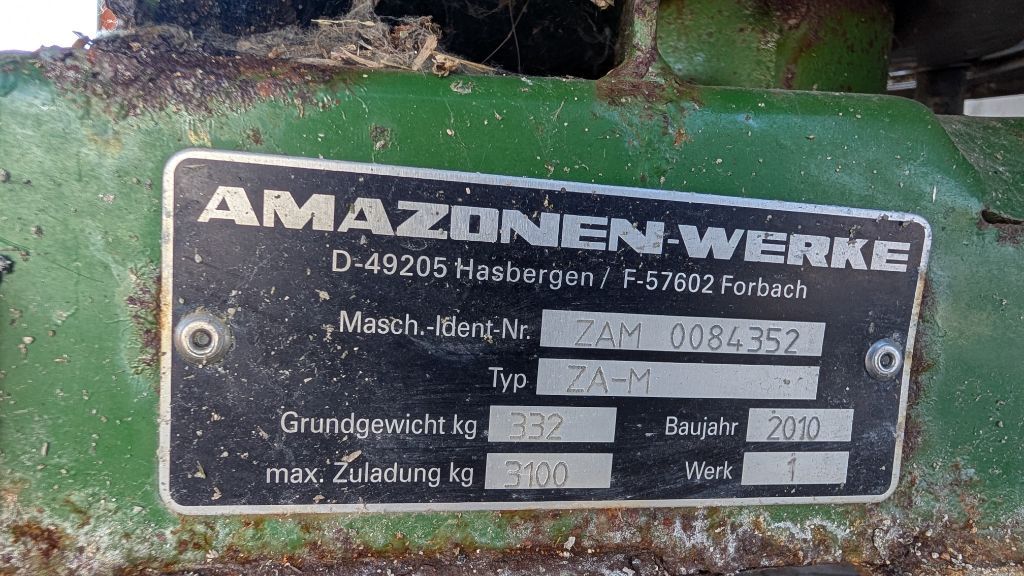 AMAZONEN-WERKE
D-49205 Hasbergen / F-57602 Forbach
Masch.-Ident-Nr. ZAM 0084352
Typ ZA-M
Grundgewicht kg 332 Baujahr 2010
max. Zuladung kg 3100 Werk 1